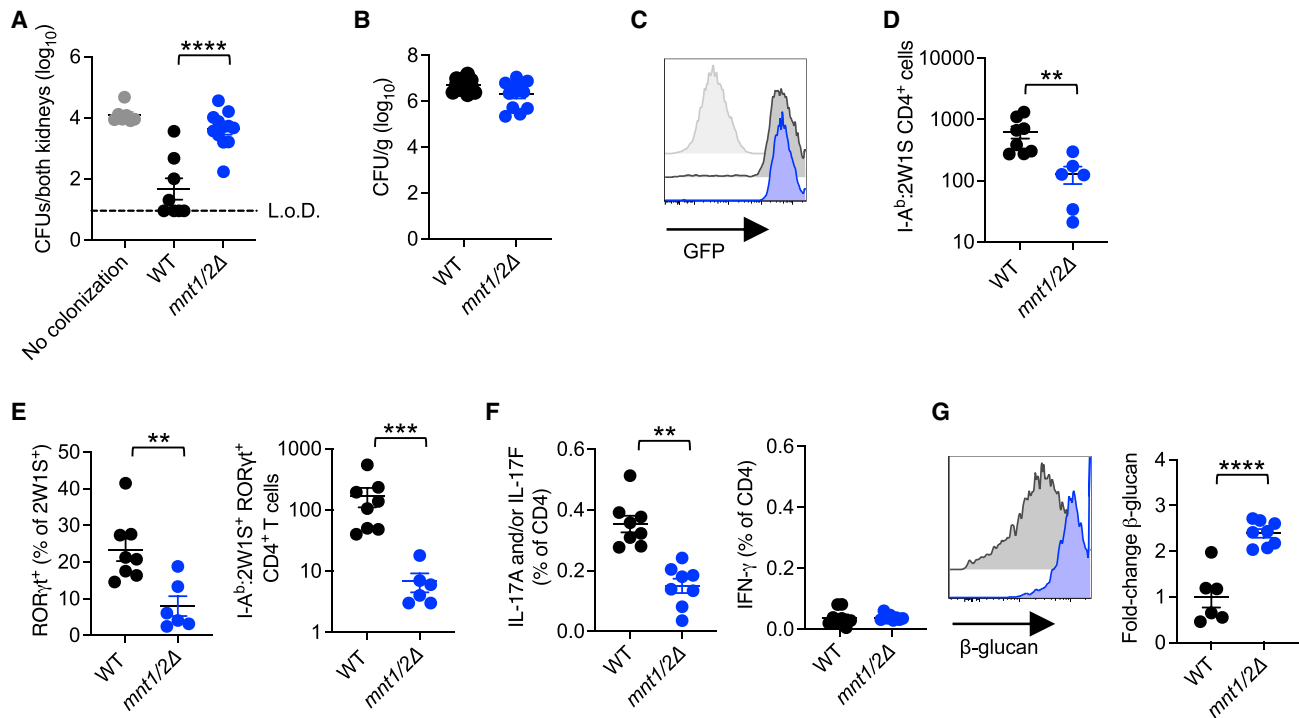 A
CFUs/both kidneys (log10)
6
4
2
0
****
L.o.D.
No colonization
WT
mnt1/2Δ
B
CFU/g (log10)
8
6
4
2
0
WT
mnt1/2Δ
C
GFP
D
I-Ab:2W1S CD4+ cells
10000
1000
100
10
**
WT
mnt1/2Δ
E
RORγt+ (% of 2W1S+)
50
40
30
20
10
0
**
WT
mnt1/2Δ
I-Ab:2W1S+ RORγt+
CD4+ T cells
1000
100
10
1
***
WT
mnt1/2Δ
F
IL-17A and/or IL-17F
(% of CD4)
0.6
0.4
0.2
0.0
**
WT
mnt1/2Δ
IFN-γ (% of CD4)
0.6
0.4
0.2
0.0
WT
mnt1/2Δ
G
β-glucan
Fold-change β-glucan
4
3
2
1
0
****
WT
mnt1/2Δ